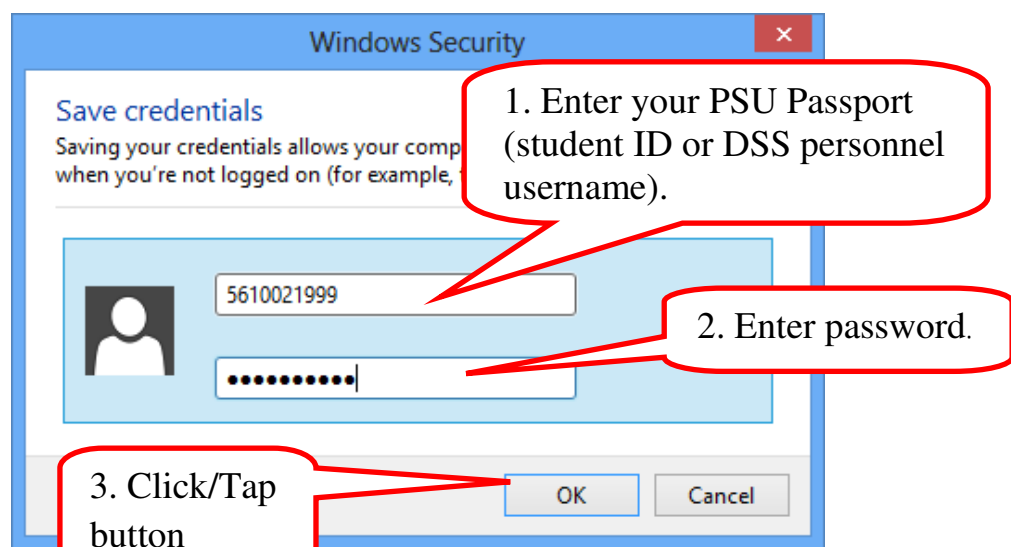 Windows Security
Save credentials
Saving your credentials allows your comp
when you're not logged on (for example,
1. Enter your PSU Passport
(student ID or DSS personnel
username).
5610021999
2. Enter password.
••••••••••
3. Click/Tap
button
OK
Cancel